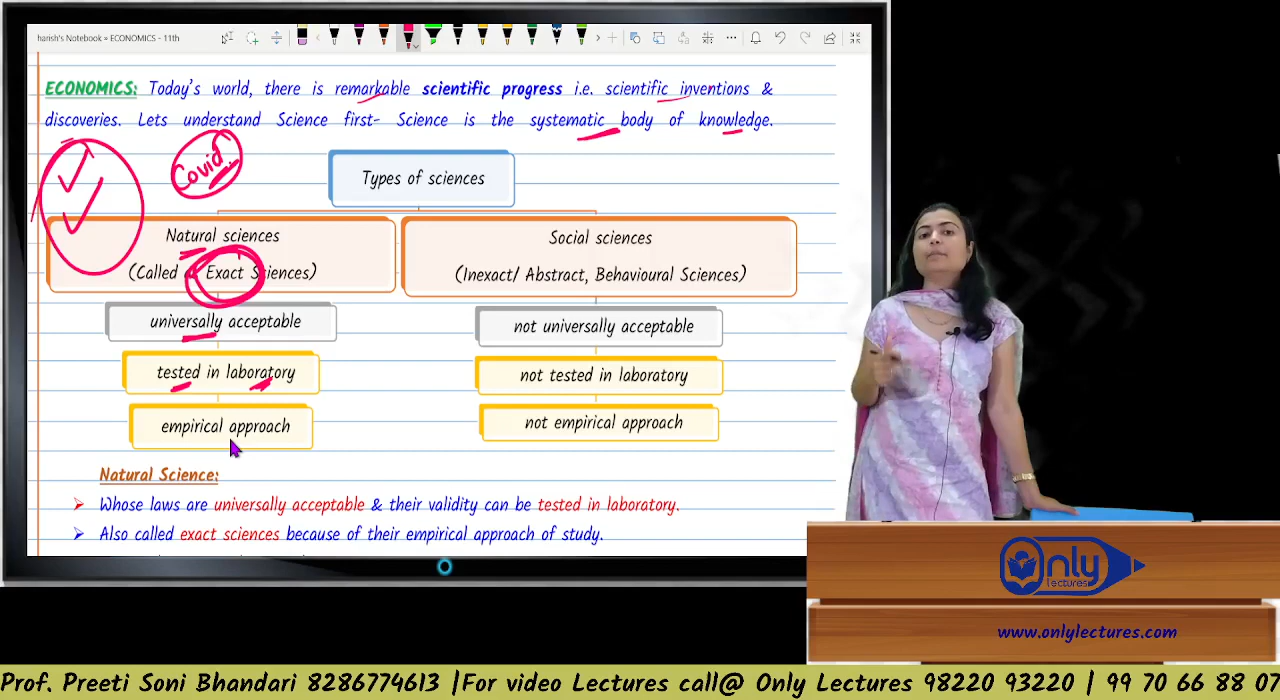 harish's Notebook » ECONOMICS - 11th
ECONOMICS: Today's world, there is remarkable scientific progress i.e. scientific inventions &
discoveries. Lets understand Science first- Science is the systematic body of knowledge.
Covid
Types of sciences
Natural sciences
(Called Exact Sciences)
Social sciences
(Inexact/ Abstract, Behavioural Sciences)
universally acceptable
not universally acceptable
tested in laboratory
not tested in laboratory
empirical approach
not empirical approach
Natural Science:
Whose laws are universally acceptable & their validity can be tested in laboratory.
Also called exact sciences because of their empirical approach of study.
Only
lectures
www.onlylectures.com
Prof. Preeti Soni Bhandari 8286774613 |For video Lectures call@ Only Lectures 98220 93220 | 99 70 66 88 07